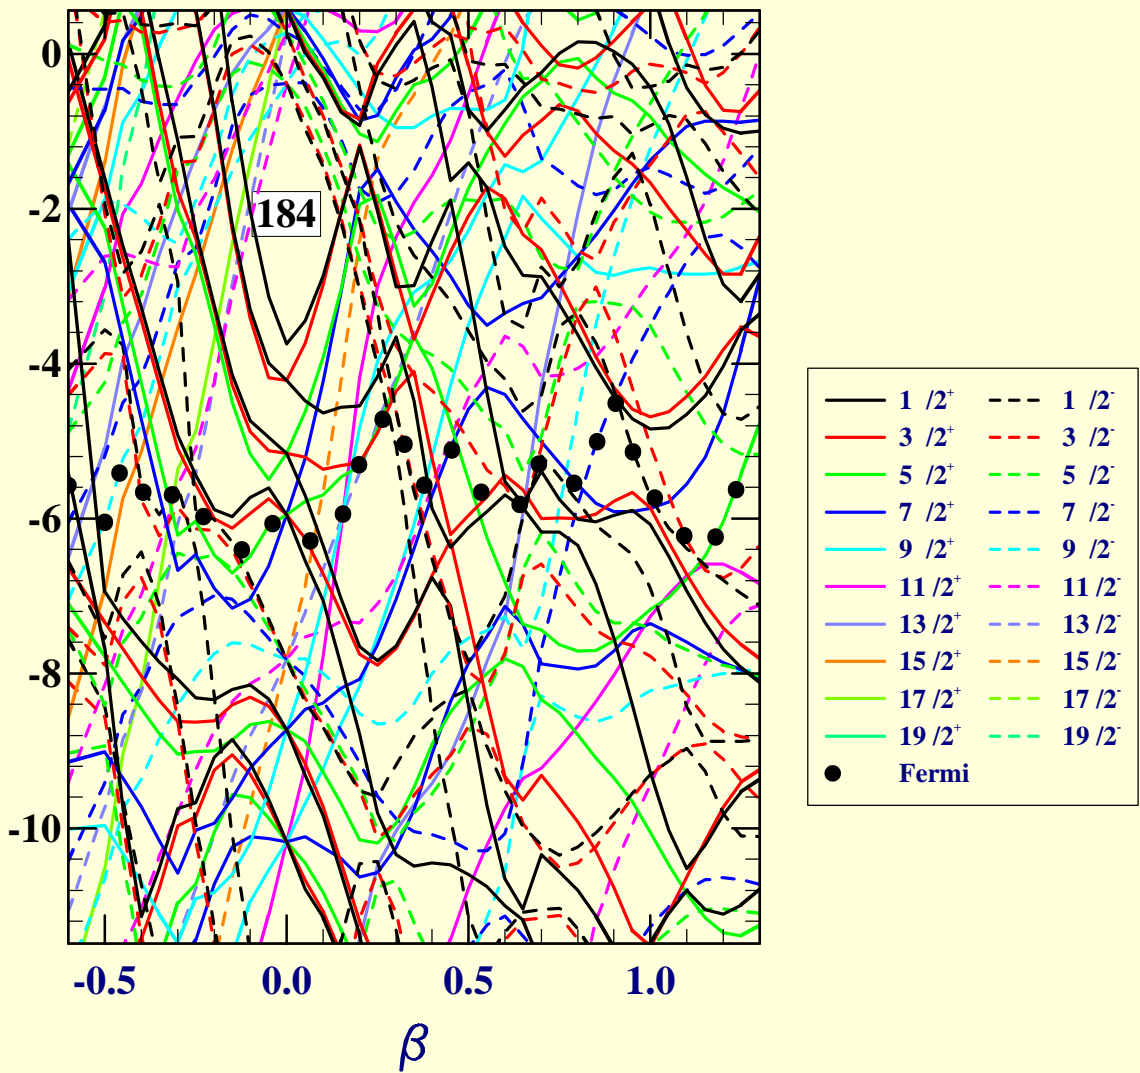 0
-2
-4
-6
-8
-10
184
-0.5 0.0 0.5 1.0
β
1 /2⁺ 1 /2⁻
3 /2⁺ 3 /2⁻
5 /2⁺ 5 /2⁻
7 /2⁺ 7 /2⁻
9 /2⁺ 9 /2⁻
11 /2⁺ 11 /2⁻
13 /2⁺ 13 /2⁻
15 /2⁺ 15 /2⁻
17 /2⁺ 17 /2⁻
19 /2⁺ 19 /2⁻
Fermi